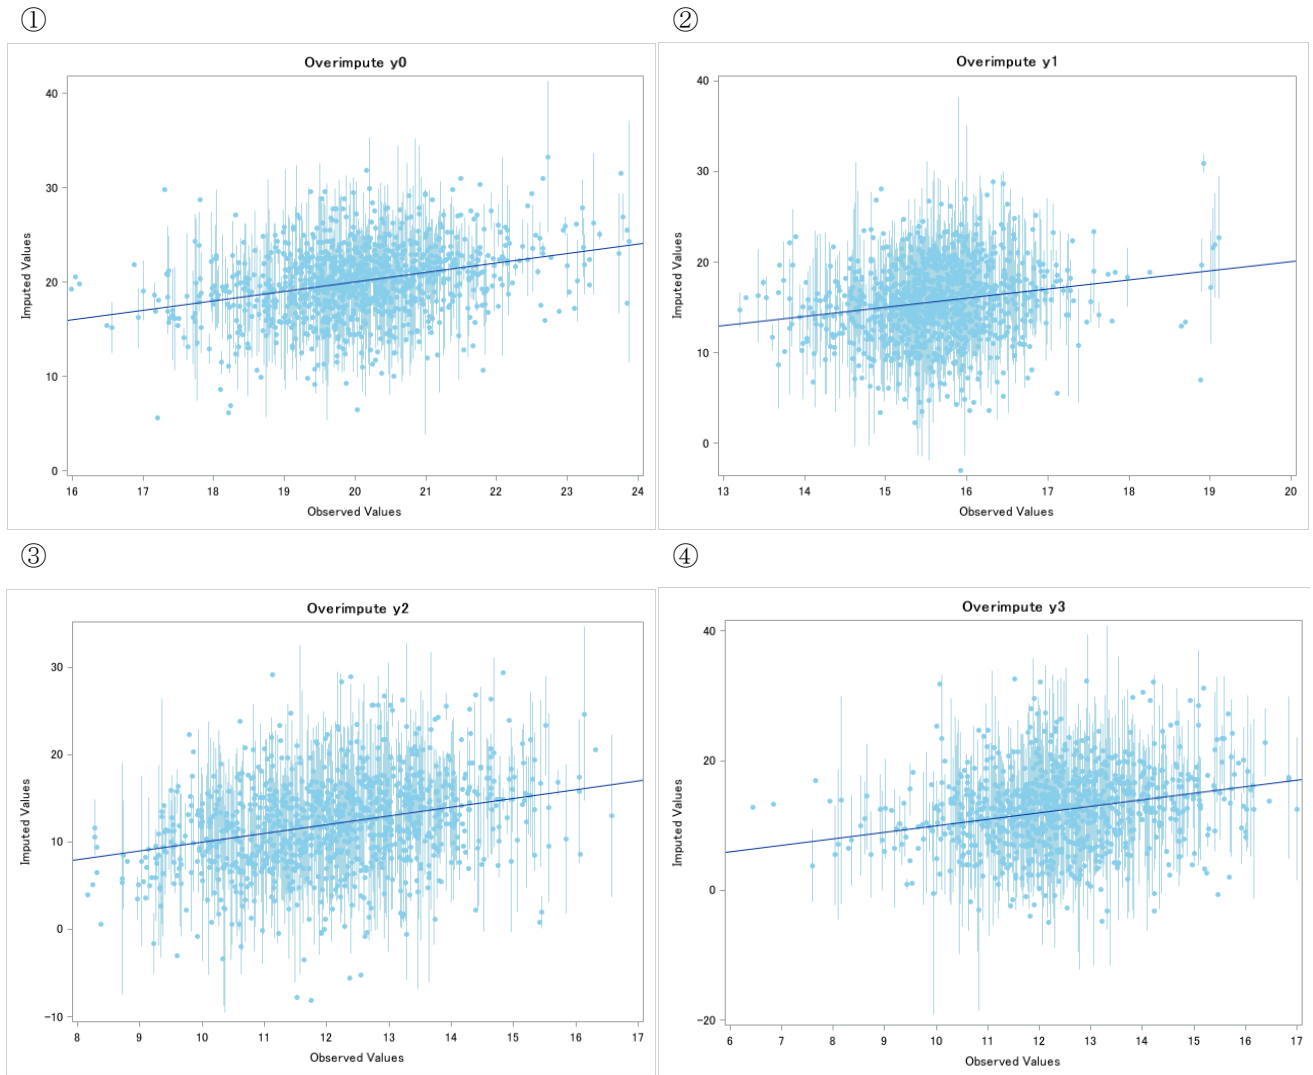 ①
Overimpute y0
Imputed Values
40
30
20
10
0
16 17 18 19 20 21 22 23 24
Observed Values
②
Overimpute y1
Imputed Values
40
30
20
10
0
13 14 15 16 17 18 19 20
Observed Values
③
Overimpute y2
Imputed Values
30
20
10
0
-10
8 9 10 11 12 13 14 15 16 17
Observed Values
④
Overimpute y3
Imputed Values
40
20
0
-20
6 7 8 9 10 11 12 13 14 15 16 17
Observed Values